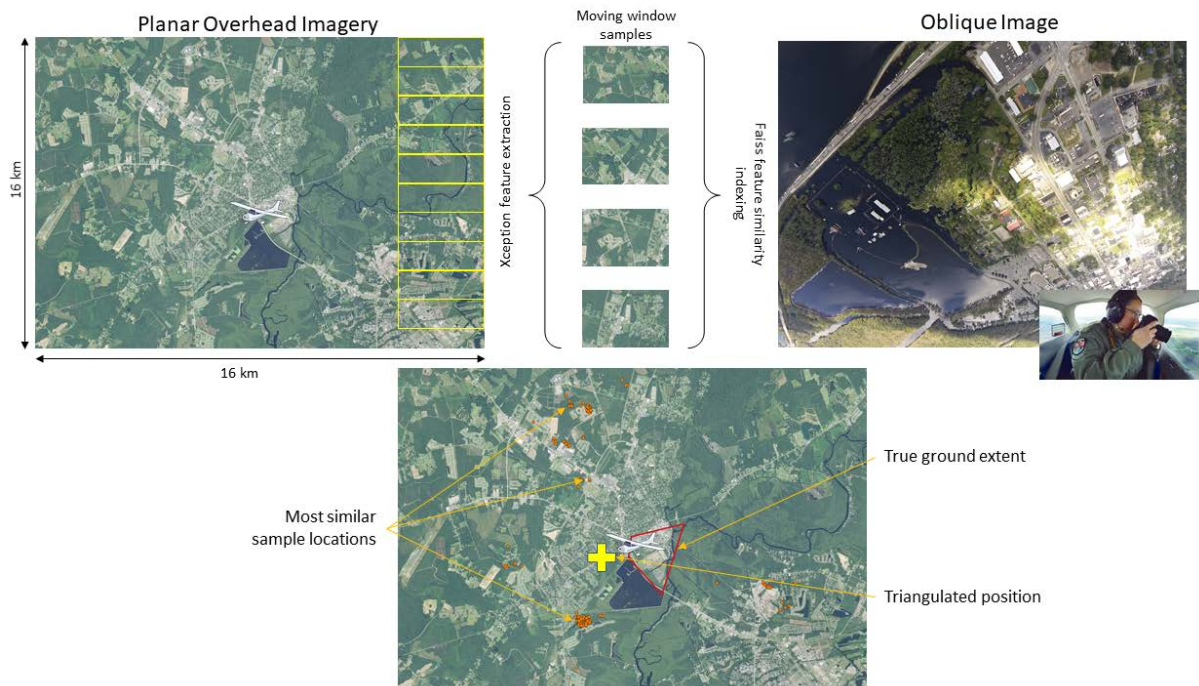 Planar Overhead Imagery
16 km
16 km
Xception feature extraction
Moving window
samples
Faiss feature similarity
indexing
Oblique Image
Most similar
sample locations
True ground extent
Triangulated position